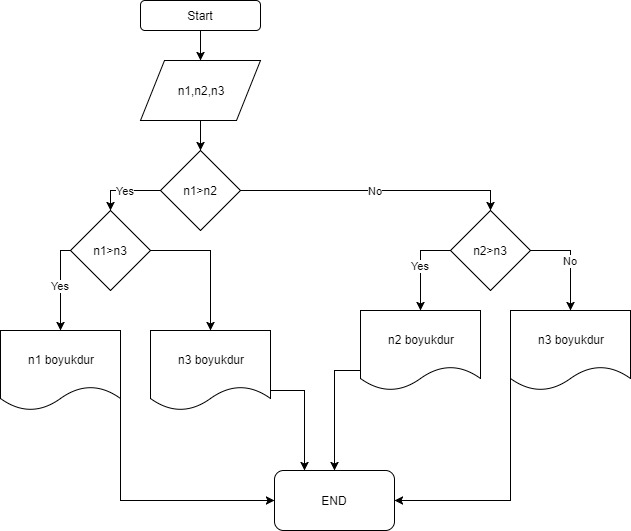 Start
n1,n2,n3
n1>n2
Yes
No
n1>n3
n2>n3
Yes
Yes
No
n1 boyukdur
n3 boyukdur
n2 boyukdur
n3 boyukdur
END